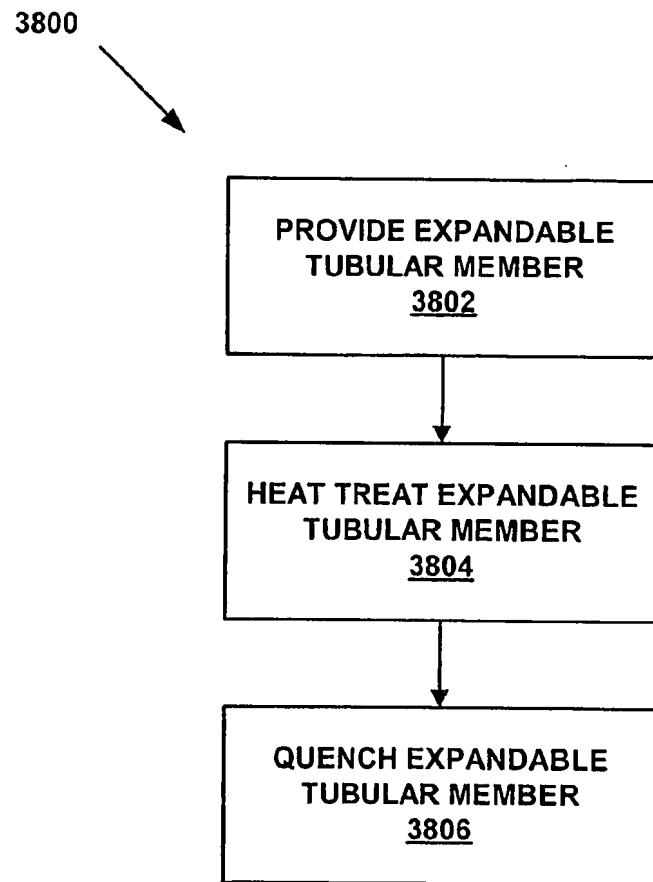 3800
PROVIDE EXPANDABLE
TUBULAR MEMBER
3802
HEAT TREAT EXPANDABLE
TUBULAR MEMBER
3804
QUENCH EXPANDABLE
TUBULAR MEMBER
3806